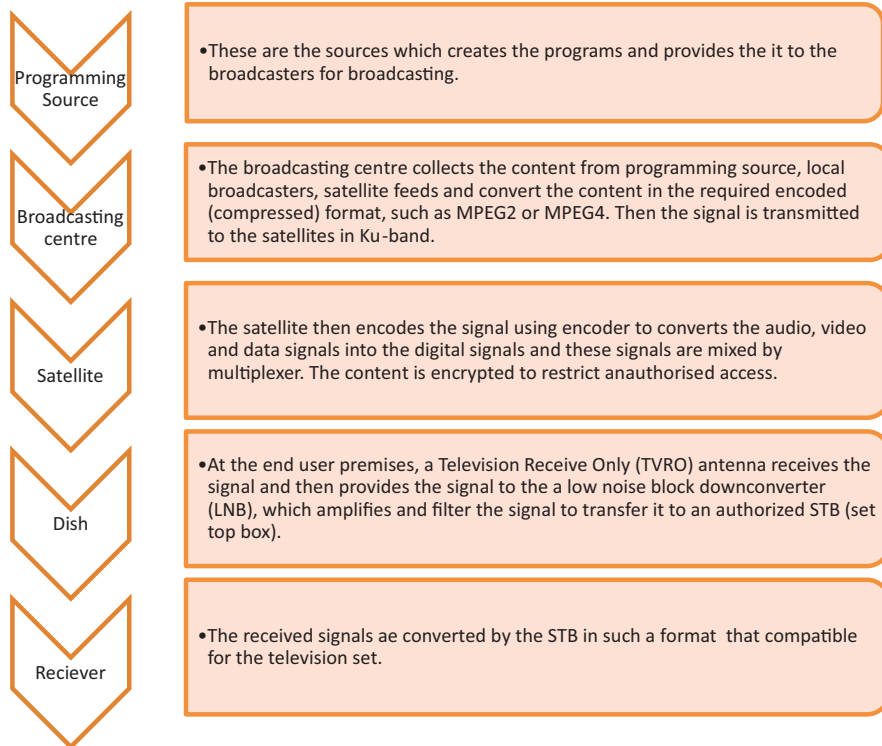 Programming
Source
•These are the sources which creates the programs and provides the it to the
broadcasters for broadcasting.
Broadcasting
centre
•The broadcasting centre collects the content from programming source, local
broadcasters, satellite feeds and convert the content in the required encoded
(compressed) format, such as MPEG2 or MPEG4. Then the signal is transmitted
to the satellites in Ku-band.
Satellite
•The satellite then encodes the signal using encoder to converts the audio, video
and data signals into the digital signals and these signals are mixed by
multiplexer. The content is encrypted to restrict anauthorised access.
Dish
•At the end user premises, a Television Receive Only (TVRO) antenna receives the
signal and then provides the signal to the a low noise block downconverter
(LNB), which amplifies and filter the signal to transfer it to an authorized STB (set
top box).
Reciever
•The received signals ae converted by the STB in such a format that compatible
for the television set.